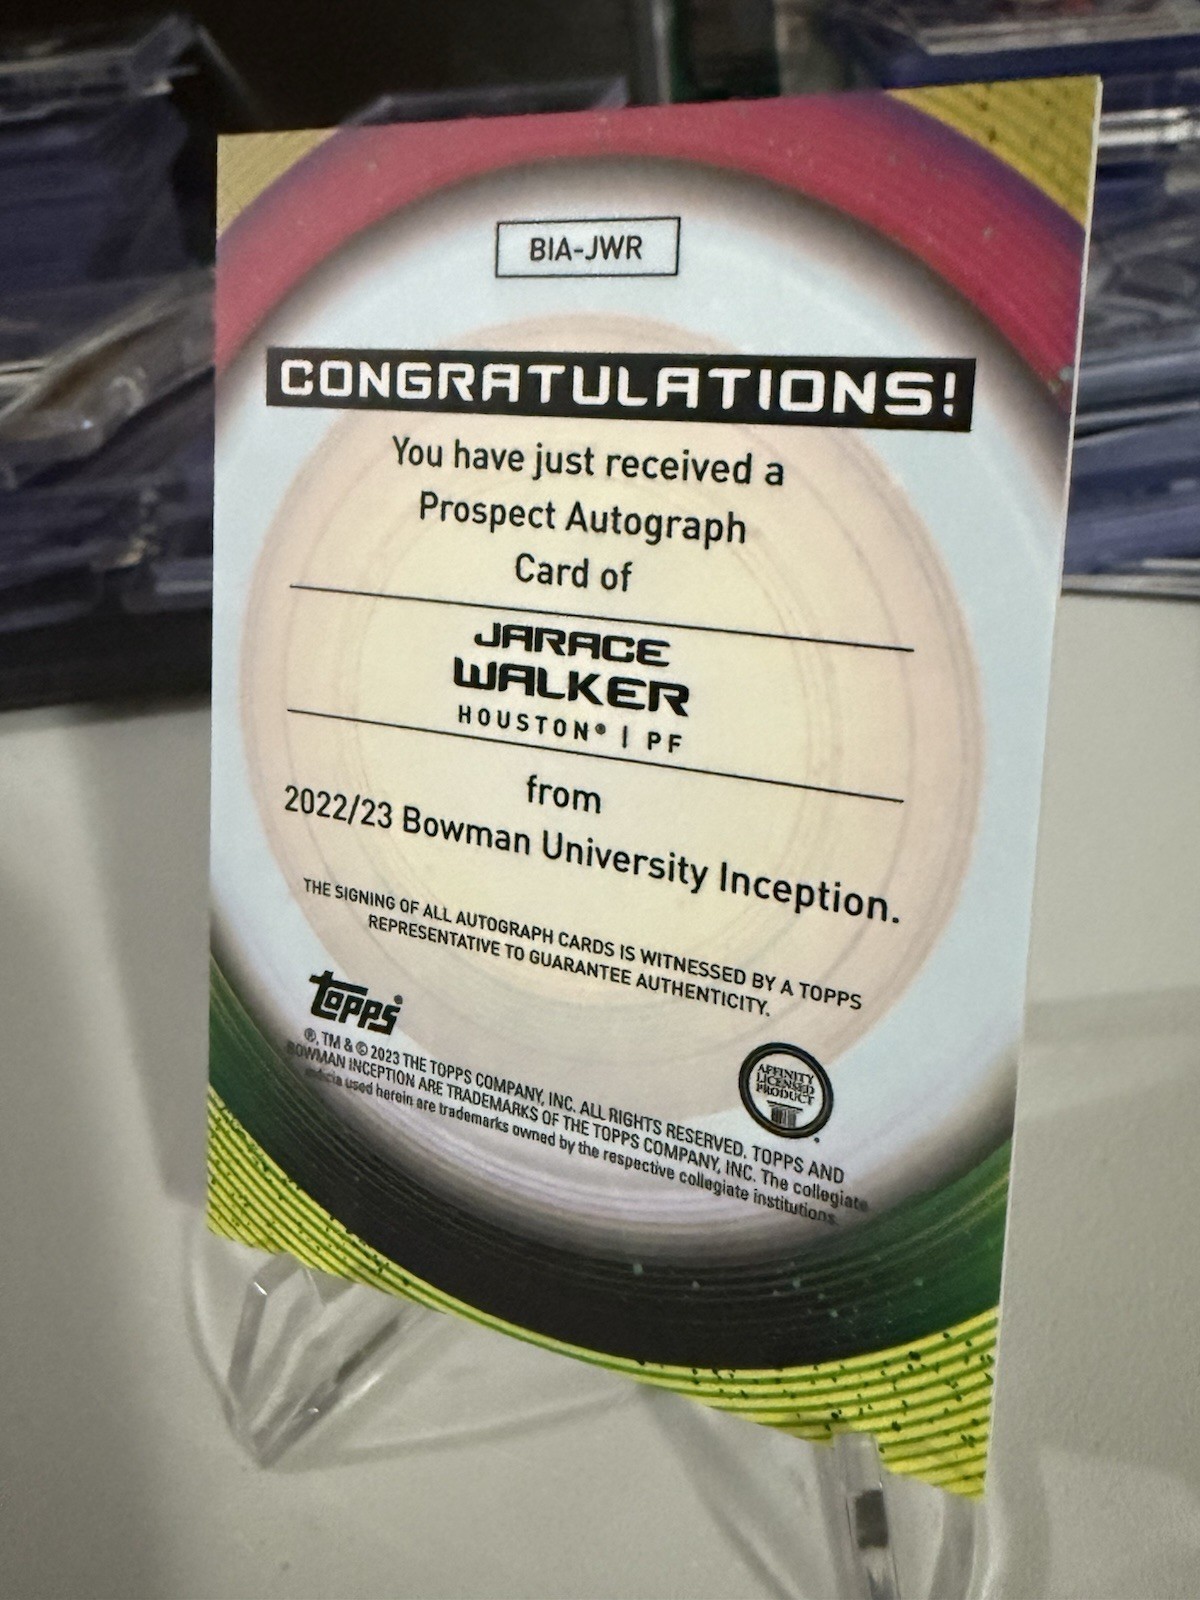 BIA-JWR
CONGRATULATIONS!
You have just received a
Prospect Autograph
Card of
JARACE
WALKER
HOUSTON® | PF
from
2022/23 Bowman University Inception.
THE SIGNING OF ALL AUTOGRAPH CARDS IS WITNESSED BY A TOPPS
REPRESENTATIVE TO GUARANTEE AUTHENTICITY.
topps®
AFFINITY
LICENSED
PRODUCT
®, TM & © 2023 THE TOPPS COMPANY, INC. ALL RIGHTS RESERVED. TOPPS AND
BOWMAN INCEPTION ARE TRADEMARKS OF THE TOPPS COMPANY, INC. The collegiate
indicia used herein are trademarks owned by the respective collegiate institutions.